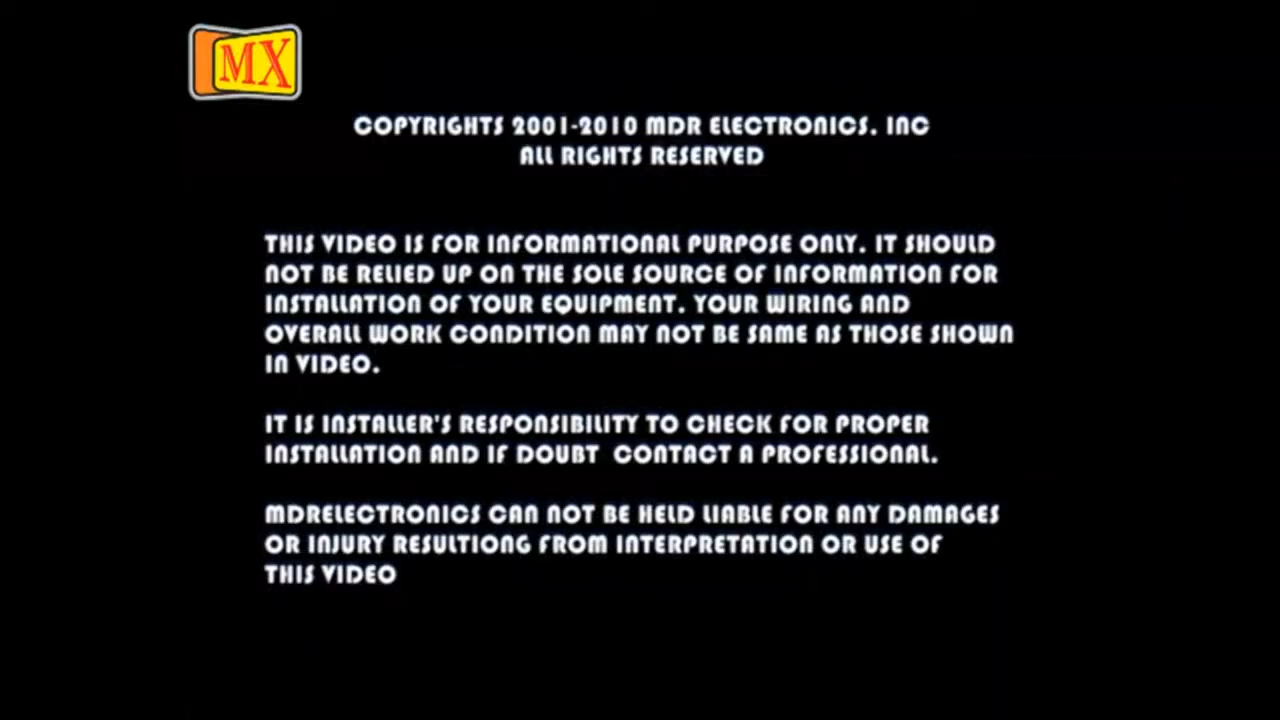 MX
COPYRIGHTS 2001-2010 MDR ELECTRONICS. INC
ALL RIGHTS RESERVED
THIS VIDEO IS FOR INFORMATIONAL PURPOSE ONLY. IT SHOULD
NOT BE RELIED UP ON THE SOLE SOURCE OF INFORMATION FOR
INSTALLATION OF YOUR EQUIPMENT. YOUR WIRING AND
OVERALL WORK CONDITION MAY NOT BE SAME AS THOSE SHOWN
IN VIDEO.
IT IS INSTALLER'S RESPONSIBILITY TO CHECK FOR PROPER
INSTALLATION AND IF DOUBT CONTACT A PROFESSIONAL.
MDRELECTRONICS CAN NOT BE HELD LIABLE FOR ANY DAMAGES
OR INJURY RESULTIONG FROM INTERPRETATION OR USE OF
THIS VIDEO